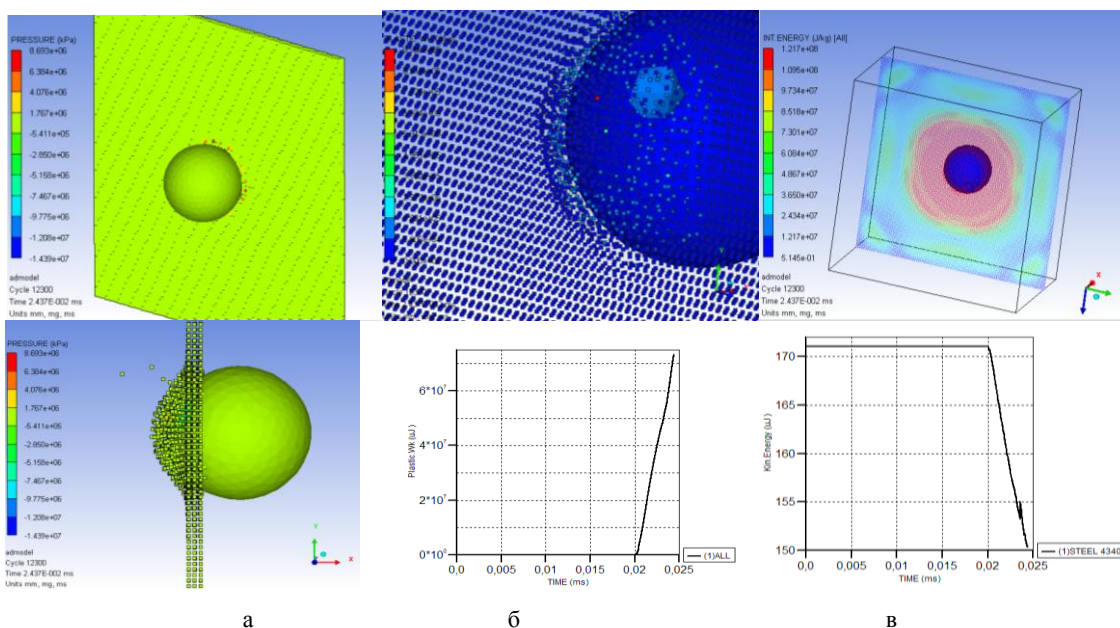 PRESSURE (kPa)
8.693e+06
6.384e+06
4.076e+06
1.767e+06
-5.411e+05
-2.850e+06
-5.158e+06
-7.467e+06
-9.775e+06
-1.208e+07
-1.439e+07
admodel
Cycle 12300
Time 2.437E-002 ms
Units mm, mg, ms
INT.ENERGY (J/kg) [All]
1.217e+08
1.095e+08
9.734e+07
8.518e+07
7.301e+07
6.084e+07
4.867e+07
3.650e+07
2.434e+07
1.217e+07
5.145e-01
admodel
Cycle 12300
Time 2.437E-002 ms
Units mm, mg, ms
X
PRESSURE (kPa)
8.693e+06
6.384e+06
4.076e+06
1.767e+06
-5.411e+05
-2.850e+06
-5.158e+06
-7.467e+06
-9.775e+06
-1.208e+07
-1.439e+07
admodel
Cycle 12300
Time 2.437E-002 ms
Units mm, mg, ms
Y
X
Plastic.Wk (uJ)
6*10⁷
4*10⁷
2*10⁷
0*10⁰
0,0 0,005 0,01 0,015 0,02 0,025
TIME (ms)
(1)ALL
Kin.Energy (uJ)
170
165
160
155
150
0,0 0,005 0,01 0,015 0,02 0,025
TIME (ms)
(1)STEEL 4340
а б в